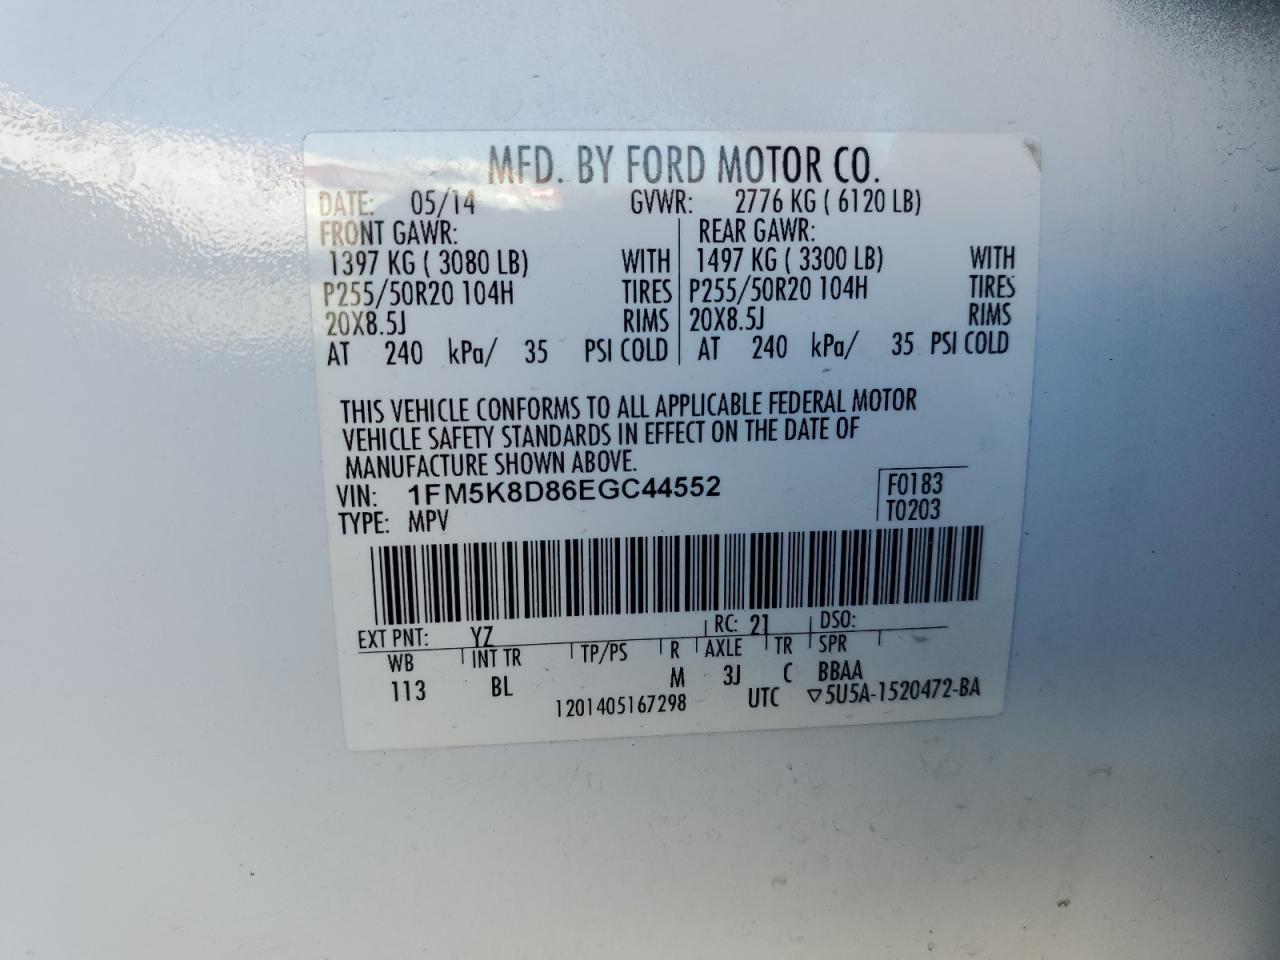 MFD. BY FORD MOTOR CO.
DATE: 05/14 GVWR: 2776 KG ( 6120 LB)
FRONT GAWR: REAR GAWR:
1397 KG ( 3080 LB) WITH 1497 KG ( 3300 LB) WITH
P255/50R20 104H TIRES P255/50R20 104H TIRES
20X8.5J RIMS 20X8.5J RIMS
AT 240 kPa/ 35 PSI COLD AT 240 kPa/ 35 PSI COLD
THIS VEHICLE CONFORMS TO ALL APPLICABLE FEDERAL MOTOR
VEHICLE SAFETY STANDARDS IN EFFECT ON THE DATE OF
MANUFACTURE SHOWN ABOVE.
VIN: 1FM5K8D86EGC44552 F0183
TYPE: MPV T0203
EXT PNT: YZ RC: 21 DSO:
WB INT TR TP/PS R AXLE TR SPR
113 BL M 3J C BBAA
1201405167298 UTC ▽5U5A-1520472-BA